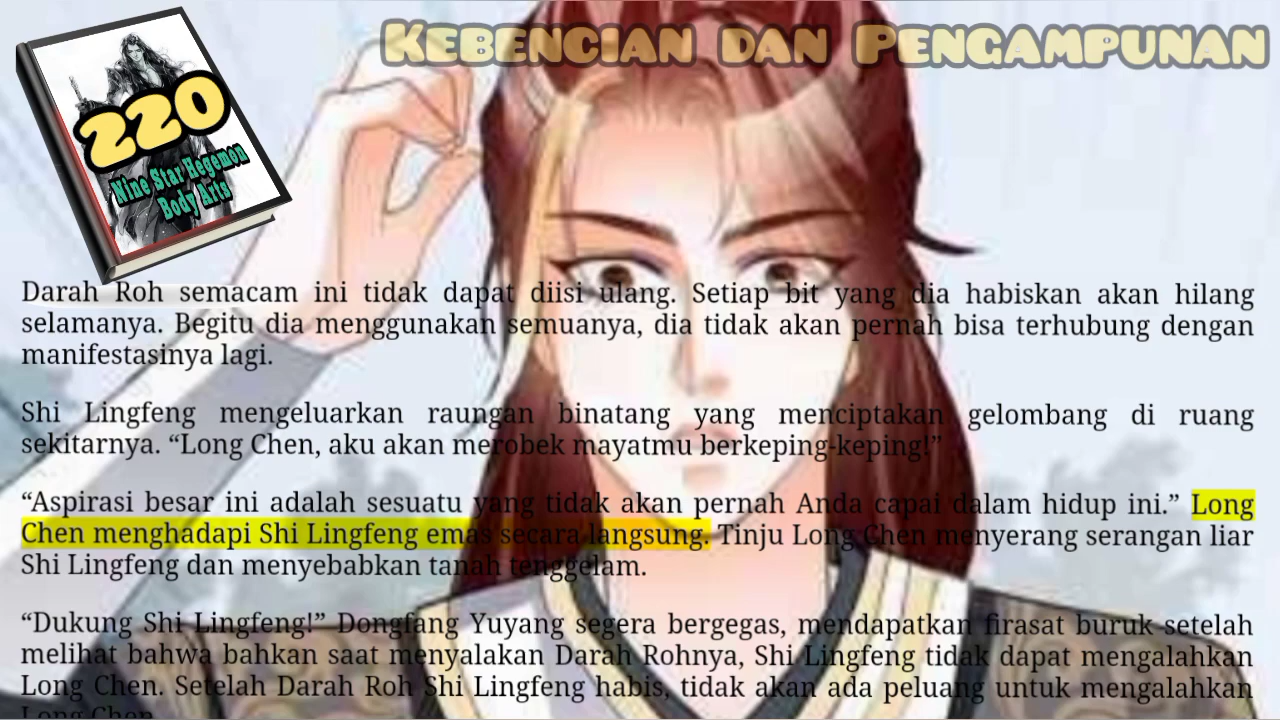 Kebencian dan Pengampunan
220
Nine Star Hegemon
Body Arts
Darah Roh semacam ini tidak dapat diisi ulang. Setiap bit yang dia habiskan akan hilang
selamanya. Begitu dia menggunakan semuanya, dia tidak akan pernah bisa terhubung dengan
manifestasinya lagi.
Shi Lingfeng mengeluarkan raungan binatang yang menciptakan gelombang di ruang
sekitarnya. “Long Chen, aku akan merobek mayatmu berkeping-keping!”
“Aspirasi besar ini adalah sesuatu yang tidak akan pernah Anda capai dalam hidup ini.” Long
Chen menghadapi Shi Lingfeng emas secara langsung. Tinju Long Chen menyerang serangan liar
Shi Lingfeng dan menyebabkan tanah tenggelam.
“Dukung Shi Lingfeng!” Dongfang Yuyang segera bergegas, mendapatkan firasat buruk setelah
melihat bahwa bahkan saat menyalakan Darah Rohnya, Shi Lingfeng tidak dapat mengalahkan
Long Chen. Setelah Darah Roh Shi Lingfeng habis, tidak akan ada peluang untuk mengalahkan
Long Chen.